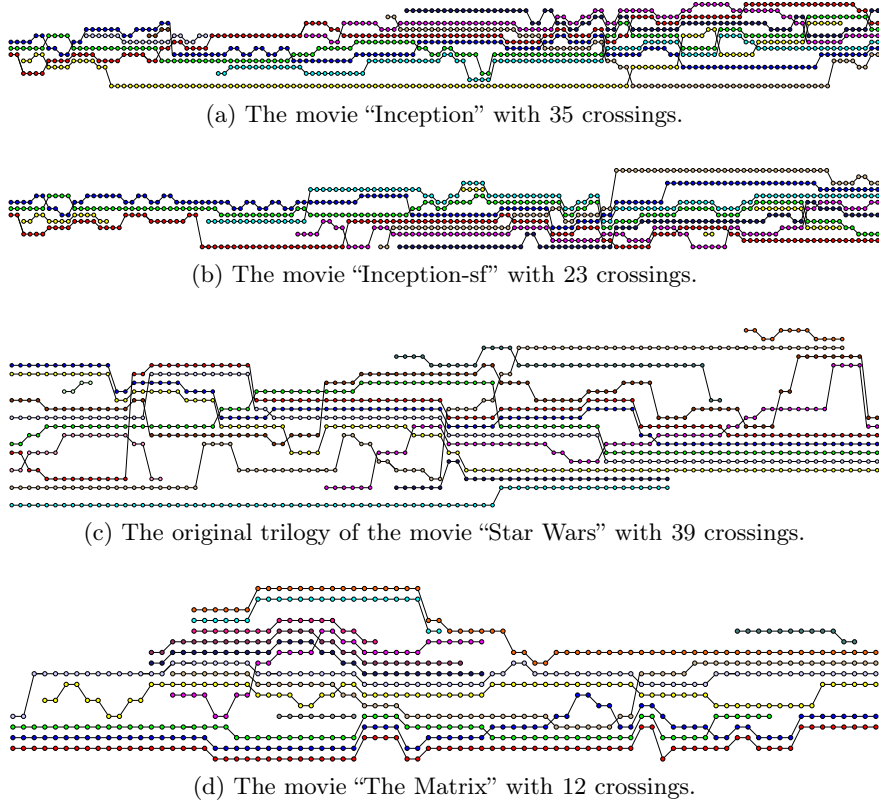 (a) The movie “Inception” with 35 crossings.
(b) The movie “Inception-sf” with 23 crossings.
(c) The original trilogy of the movie “Star Wars” with 39 crossings.
(d) The movie “The Matrix” with 12 crossings.